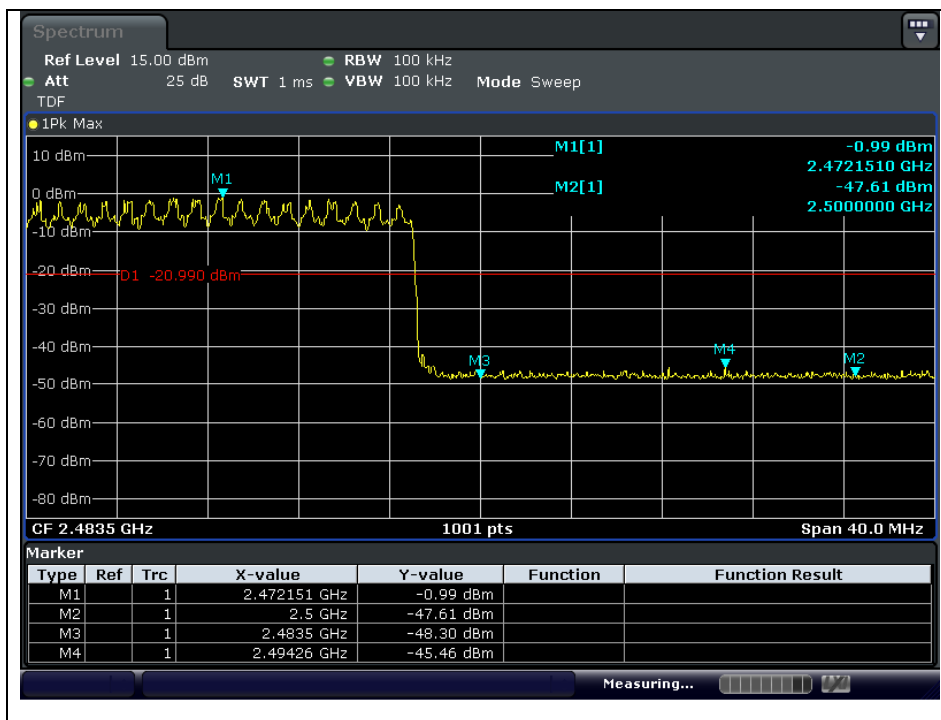 Spectrum
Ref Level 15.00 dBm RBW 100 kHz
Att 25 dB SWT 1 ms VBW 100 kHz Mode Sweep
TDF
1Pk Max
M1[1] -0.99 dBm
2.4721510 GHz
M2[1] -47.61 dBm
2.5000000 GHz
10 dBm
M1
0 dBm
-10 dBm
-20 dBm
D1 -20.990 dBm
-30 dBm
-40 dBm
M3 M4 M2
-50 dBm
-60 dBm
-70 dBm
-80 dBm
CF 2.4835 GHz 1001 pts Span 40.0 MHz
Marker
Type Ref Trc X-value Y-value Function Function Result
M1 1 2.472151 GHz -0.99 dBm
M2 1 2.5 GHz -47.61 dBm
M3 1 2.4835 GHz -48.30 dBm
M4 1 2.49426 GHz -45.46 dBm
Measuring...